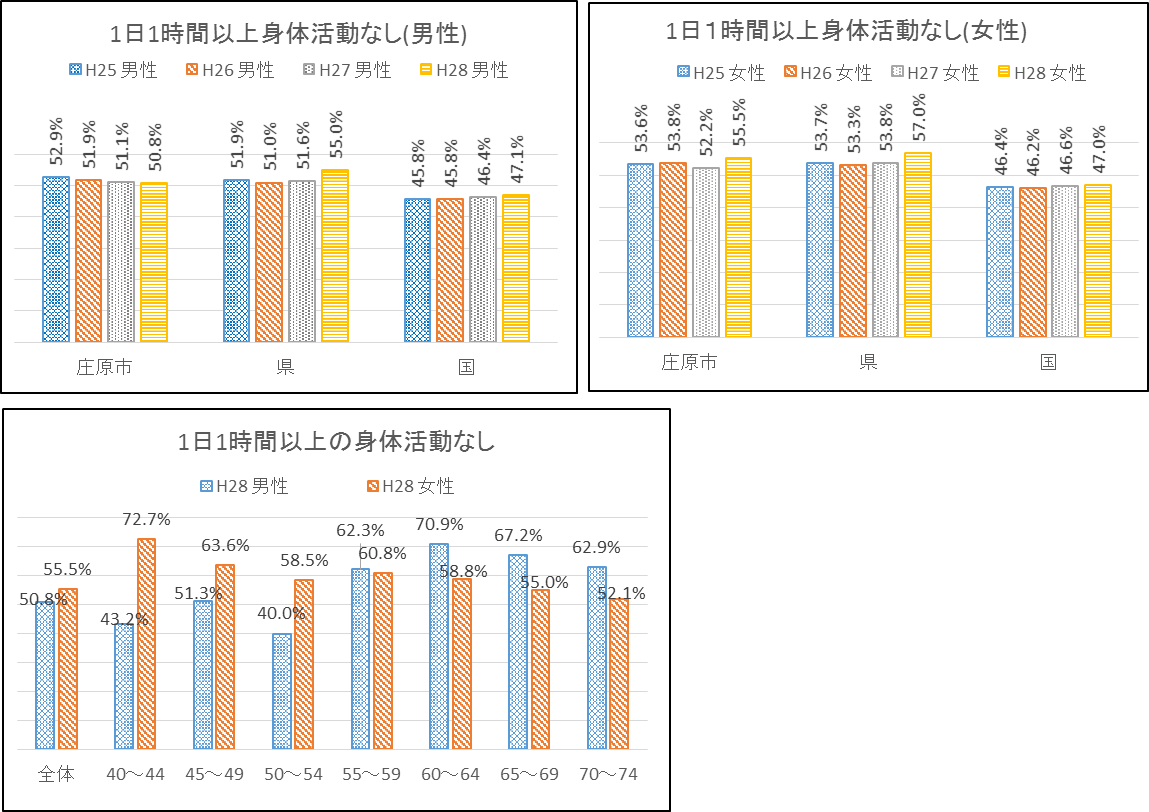 1日1時間以上身体活動なし(男性)
H25 男性 H26 男性 H27 男性 H28 男性
52.9% 51.9% 51.1% 50.8% 51.9% 51.0% 51.6% 55.0% 45.8% 45.8% 46.4% 47.1%
庄原市 県 国
1日１時間以上身体活動なし(女性)
H25 女性 H26 女性 H27 女性 H28 女性
53.6% 53.8% 52.2% 55.5% 53.7% 53.3% 53.8% 57.0% 46.4% 46.2% 46.6% 47.0%
庄原市 県 国
1日1時間以上の身体活動なし
H28 男性 H28 女性
50.8% 55.5% 43.2% 72.7% 51.3% 63.6% 40.0% 58.5% 62.3% 60.8% 70.9% 58.8% 67.2% 55.0% 62.9% 52.1%
全体 40～44 45～49 50～54 55～59 60～64 65～69 70～74